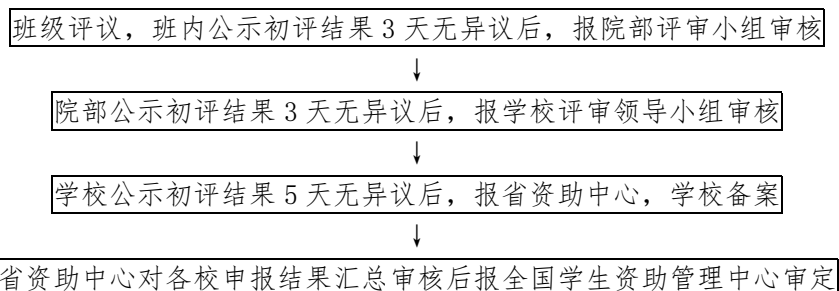 班级评议，班内公示初评结果 3 天无异议后，报院部评审小组审核
↓
院部公示初评结果 3 天无异议后，报学校评审领导小组审核
↓
学校公示初评结果 5 天无异议后，报省资助中心，学校备案
↓
省资助中心对各校申报结果汇总审核后报全国学生资助管理中心审定